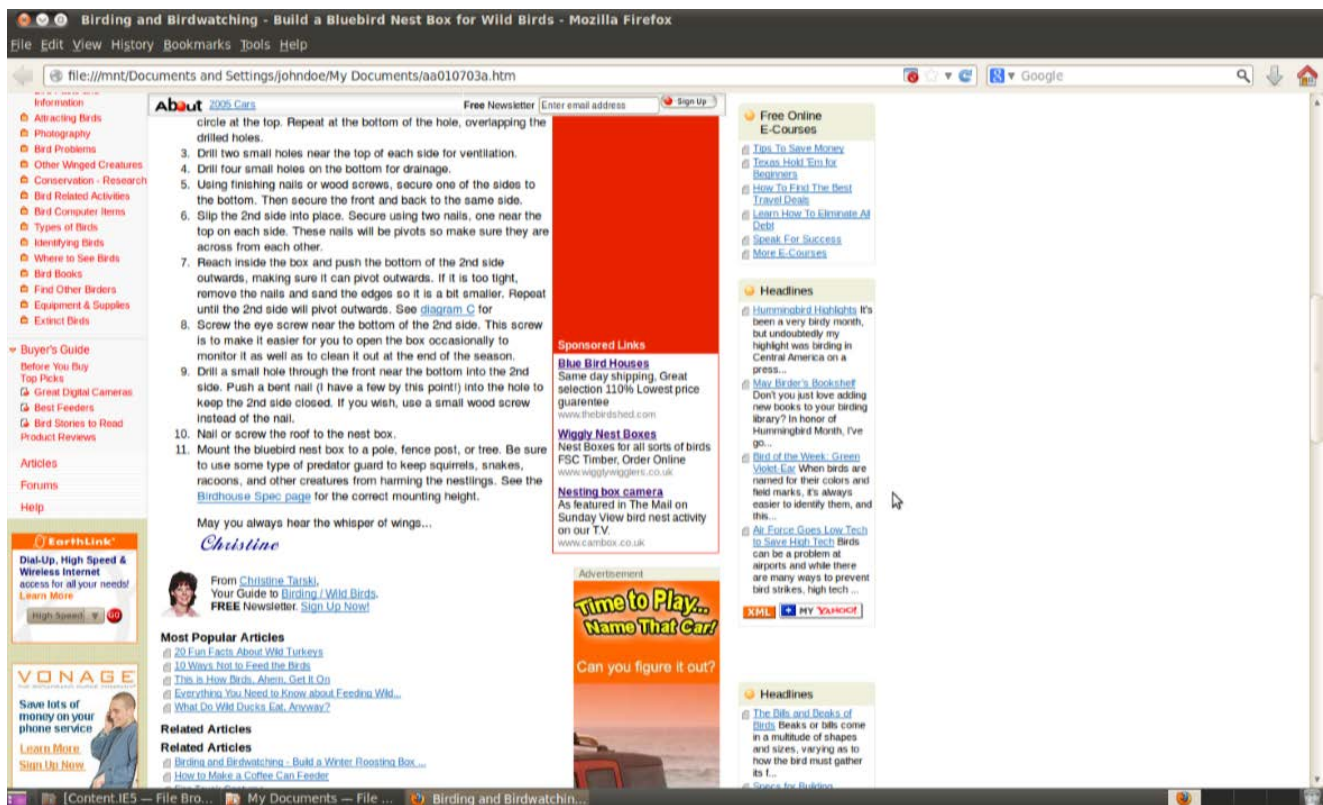 Birding and Birdwatching - Build a Bluebird Nest Box for Wild Birds - Mozilla Firefox
File Edit View History Bookmarks Tools Help
file:///mnt/Documents and Settings/johndoe/My Documents/aa010703a.htm
Google
Information
Attracting Birds
Photography
Bird Problems
Other Winged Creatures
Conservation - Research
Bird Related Activities
Bird Computer Items
Types of Birds
Identifying Birds
Where to See Birds
Bird Books
Find Other Birders
Equipment & Supplies
Extinct Birds
Buyer's Guide
Before You Buy
Top Picks
Great Digital Cameras
Best Feeders
Bird Stories to Read
Product Reviews
Articles
Forums
Help
EarthLink
Dial-Up, High Speed &
Wireless Internet
access for all your needs!
Learn More
High Speed GO
VONAGE
Save lots of
money on your
phone service
Learn More
Sign Up Now
About 2005 Cars Free Newsletter Enter email address Sign Up
circle at the top. Repeat at the bottom of the hole, overlapping the
drilled holes.
3. Drill two small holes near the top of each side for ventilation.
4. Drill four small holes on the bottom for drainage.
5. Using finishing nails or wood screws, secure one of the sides to
the bottom. Then secure the front and back to the same side.
6. Slip the 2nd side into place. Secure using two nails, one near the
top on each side. These nails will be pivots so make sure they are
across from each other.
7. Reach inside the box and push the bottom of the 2nd side
outwards, making sure it can pivot outwards. If it is too tight,
remove the nails and sand the edges so it is a bit smaller. Repeat
until the 2nd side will pivot outwards. See diagram C for
8. Screw the eye screw near the bottom of the 2nd side. This screw
is to make it easier for you to open the box occasionally to
monitor it as well as to clean it out at the end of the season.
9. Drill a small hole through the front near the bottom into the 2nd
side. Push a bent nail (I have a few by this point!) into the hole to
keep the 2nd side closed. If you wish, use a small wood screw
instead of the nail.
10. Nail or screw the roof to the nest box.
11. Mount the bluebird nest box to a pole, fence post, or tree. Be sure
to use some type of predator guard to keep squirrels, snakes,
racoons, and other creatures from harming the nestlings. See the
Birdhouse Spec page for the correct mounting height.
May you always hear the whisper of wings...
Christine
From Christine Tarski,
Your Guide to Birding / Wild Birds.
FREE Newsletter. Sign Up Now!
Most Popular Articles
20 Fun Facts About Wild Turkeys
10 Ways Not to Feed the Birds
This is How Birds, Ahem, Get It On
Everything You Need to Know about Feeding Wild...
What Do Wild Ducks Eat, Anyway?
Related Articles
Related Articles
Birding and Birdwatching - Build a Winter Roosting Box ...
How to Make a Coffee Can Feeder
Sponsored Links
Blue Bird Houses
Same day shipping, Great
selection 110% Lowest price
guarentee
www.thebirdshed.com
Wiggly Nest Boxes
Nest Boxes for all sorts of birds
FSC Timber, Order Online
www.wigglywigglers.co.uk
Nesting box camera
As featured in The Mail on
Sunday View bird nest activity
on our T.V.
www.cambox.co.uk
Advertisement
Time to Play...
Name That Car!
Can you figure it out?
Free Online
E-Courses
Tips To Save Money
Texas Hold 'Em for
Beginners
How To Find The Best
Travel Deals
Learn How To Eliminate All
Debt
Speak For Success
More E-Courses
Headlines
Hummingbird Highlights It's
been a very birdy month,
but undoubtedly my
highlight was birding in
Central America on a
press...
May Birder's Bookshelf
Don't you just love adding
new books to your birding
library? In honor of
Hummingbird Month, I've
go...
Bird of the Week: Green
Violet-Ear When birds are
named for their colors and
field marks, it's always
easier to identify them, and
this...
Air Force Goes Low Tech
to Save High Tech Birds
can be a problem at
airports and while there
are many ways to prevent
bird strikes, high tech ...
XML MY YAHOO!
Headlines
The Bills and Beaks of
Birds Beaks or bills come
in a multitude of shapes
and sizes, varying as to
how the bird must gather
its f...
Specs for Building
[Content.IE5 — File Bro... My Documents — File ... Birding and Birdwatchin...